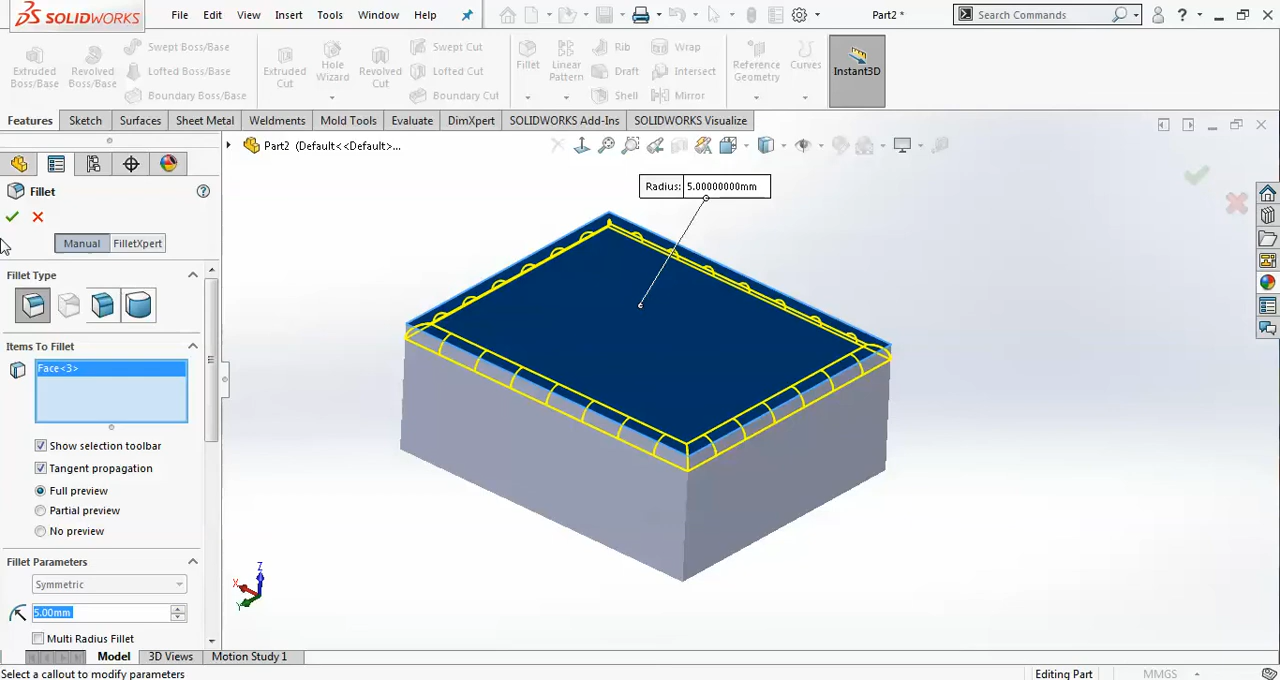 SOLIDWORKS File Edit View Insert Tools Window Help Part2 * Search Commands ?
Extruded Boss/Base Revolved Boss/Base Swept Boss/Base Lofted Boss/Base Boundary Boss/Base Extruded Cut Hole Wizard Revolved Cut Swept Cut Lofted Cut Boundary Cut Fillet Linear Pattern Rib Draft Shell Wrap Intersect Mirror Reference Geometry Curves Instant3D
Features Sketch Surfaces Sheet Metal Weldments Mold Tools Evaluate DimXpert SOLIDWORKS Add-Ins SOLIDWORKS Visualize
Part2 (Default<<Default>...
Fillet ?
Radius: 5.00000000mm
Manual FilletXpert
Fillet Type
Items To Fillet
Face<3>
Show selection toolbar
Tangent propagation
Full preview
Partial preview
No preview
Fillet Parameters
Symmetric
5.00mm
Multi Radius Fillet
Z
X
Y
Model 3D Views Motion Study 1
Select a callout to modify parameters Editing Part MMGS